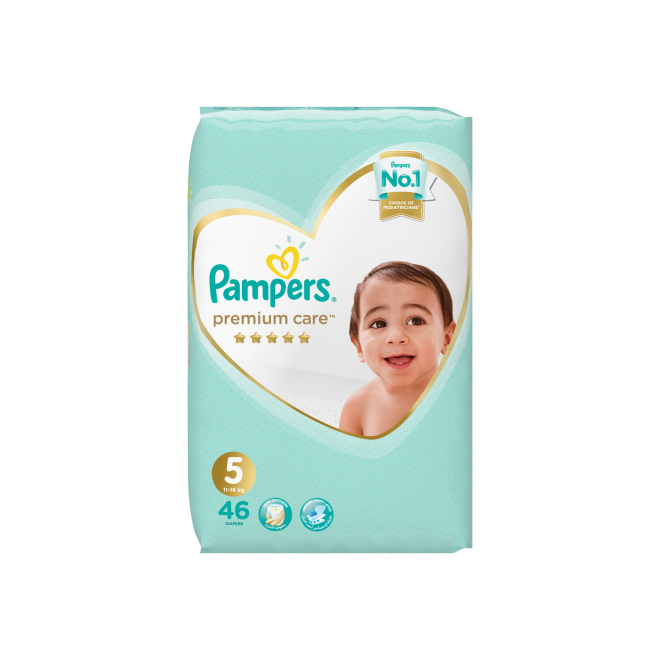 Pampers
No.1
CHOICE OF
PEDIATRICIANS*
Pampers®
premium care™
5
11-16 kg
46
DIAPERS